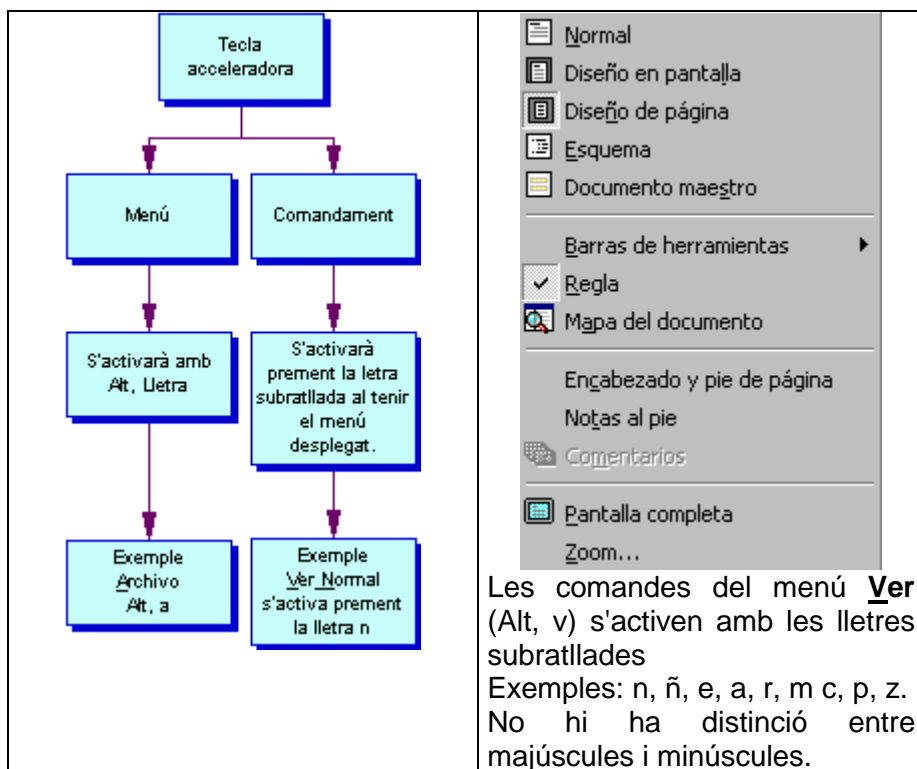 Tecla
acceleradora
Menú
Comandament
S'activarà amb
Alt, Lletra
S'activarà
prement la letra
subratllada al tenir
el menú
desplegat.
Exemple
Archivo
Alt, a
Exemple
Ver Normal
s'activa prement
la lletra n
Normal
Diseño en pantalla
Diseño de página
Esquema
Documento maestro
Barras de herramientas
Regla
Mapa del documento
Encabezado y pie de página
Notas al pie
Comentarios
Pantalla completa
Zoom...
Les comandes del menú Ver
(Alt, v) s'activen amb les lletres
subratllades
Exemples: n, ñ, e, a, r, m c, p, z.
No hi ha distinció entre
majúscules i minúscules.